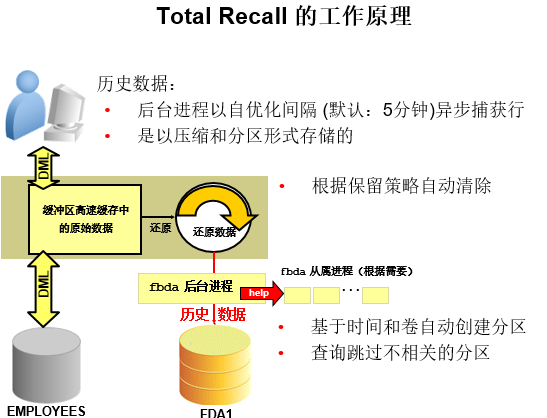 Total Recall 的工作原理
历史数据：
• 后台进程以自优化间隔 (默认：5分钟)异步捕获行
• 是以压缩和分区形式存储的
DML
• 根据保留策略自动清除
缓冲区高速缓存中
的原始数据
还原
还原数据
DML
fbda 后台进程
help
fbda 从属进程（根据需要）
...
历史 数据
• 基于时间和卷自动创建分区
• 查询跳过不相关的分区
EMPLOYEES
FDA1